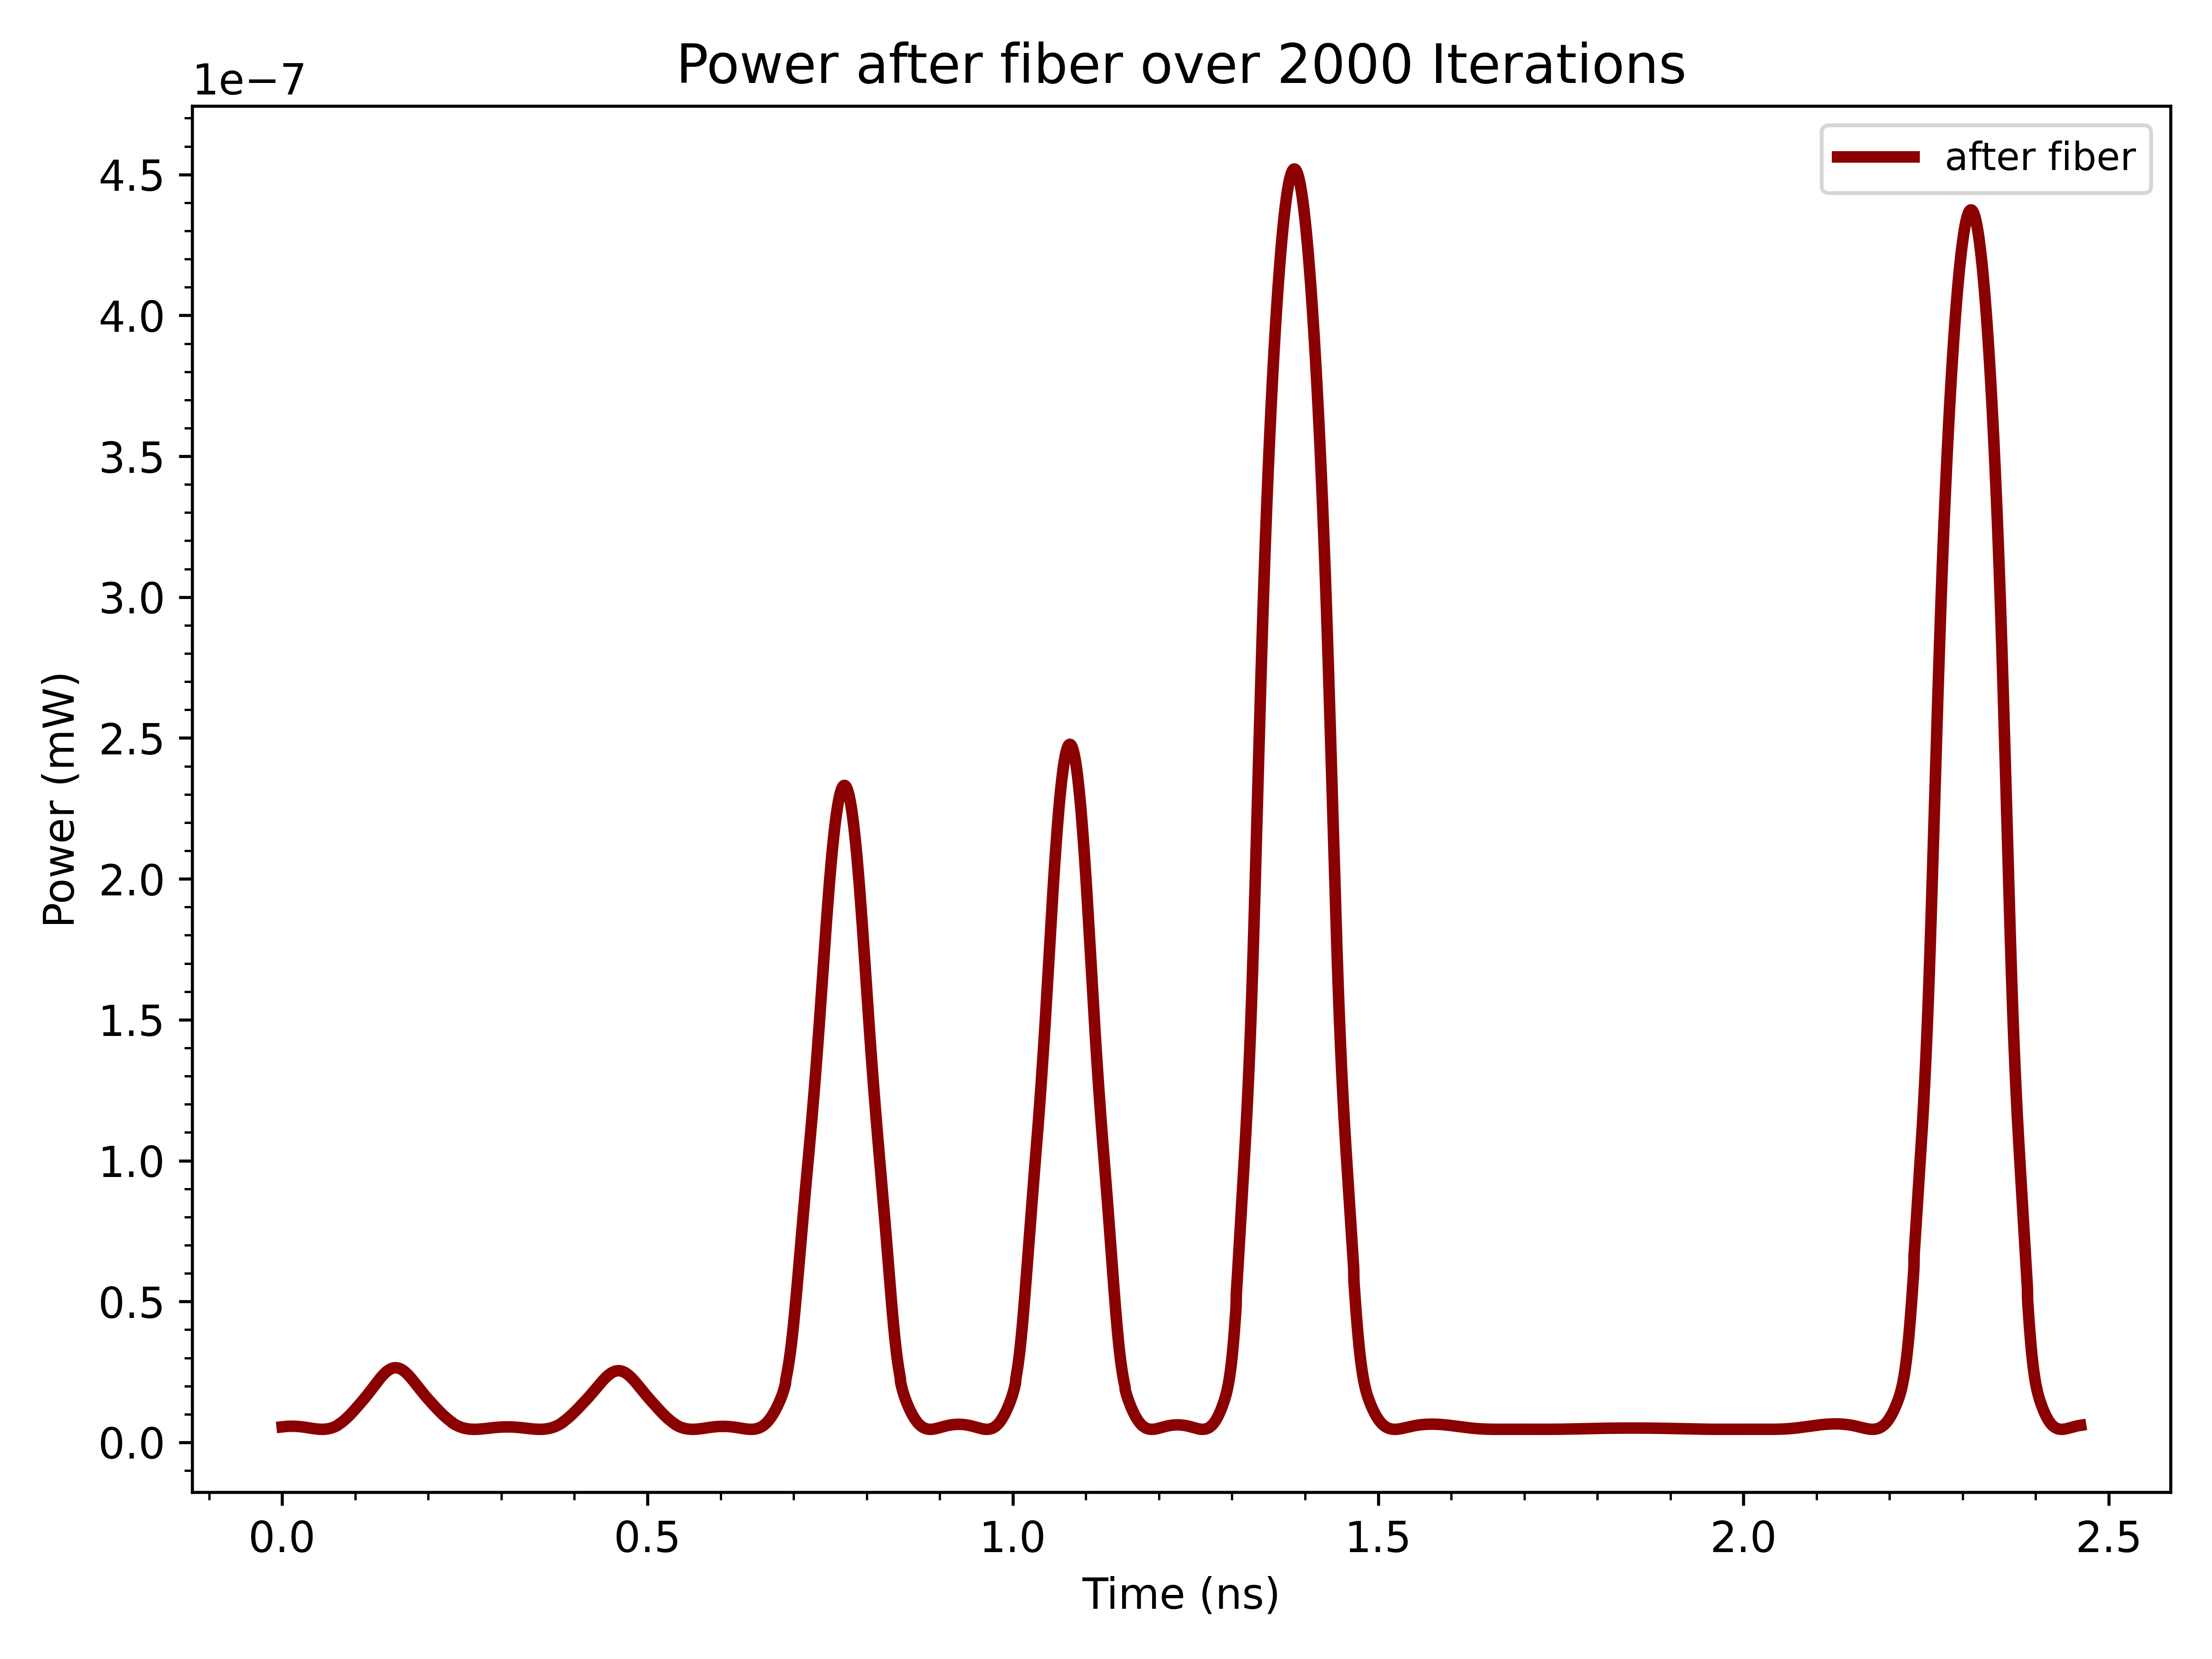 Power after fiber over 2000 Iterations
1e−7
after fiber
4.5
4.0
3.5
3.0
2.5
2.0
1.5
1.0
0.5
0.0
Power (mW)
0.0 0.5 1.0 1.5 2.0 2.5
Time (ns)